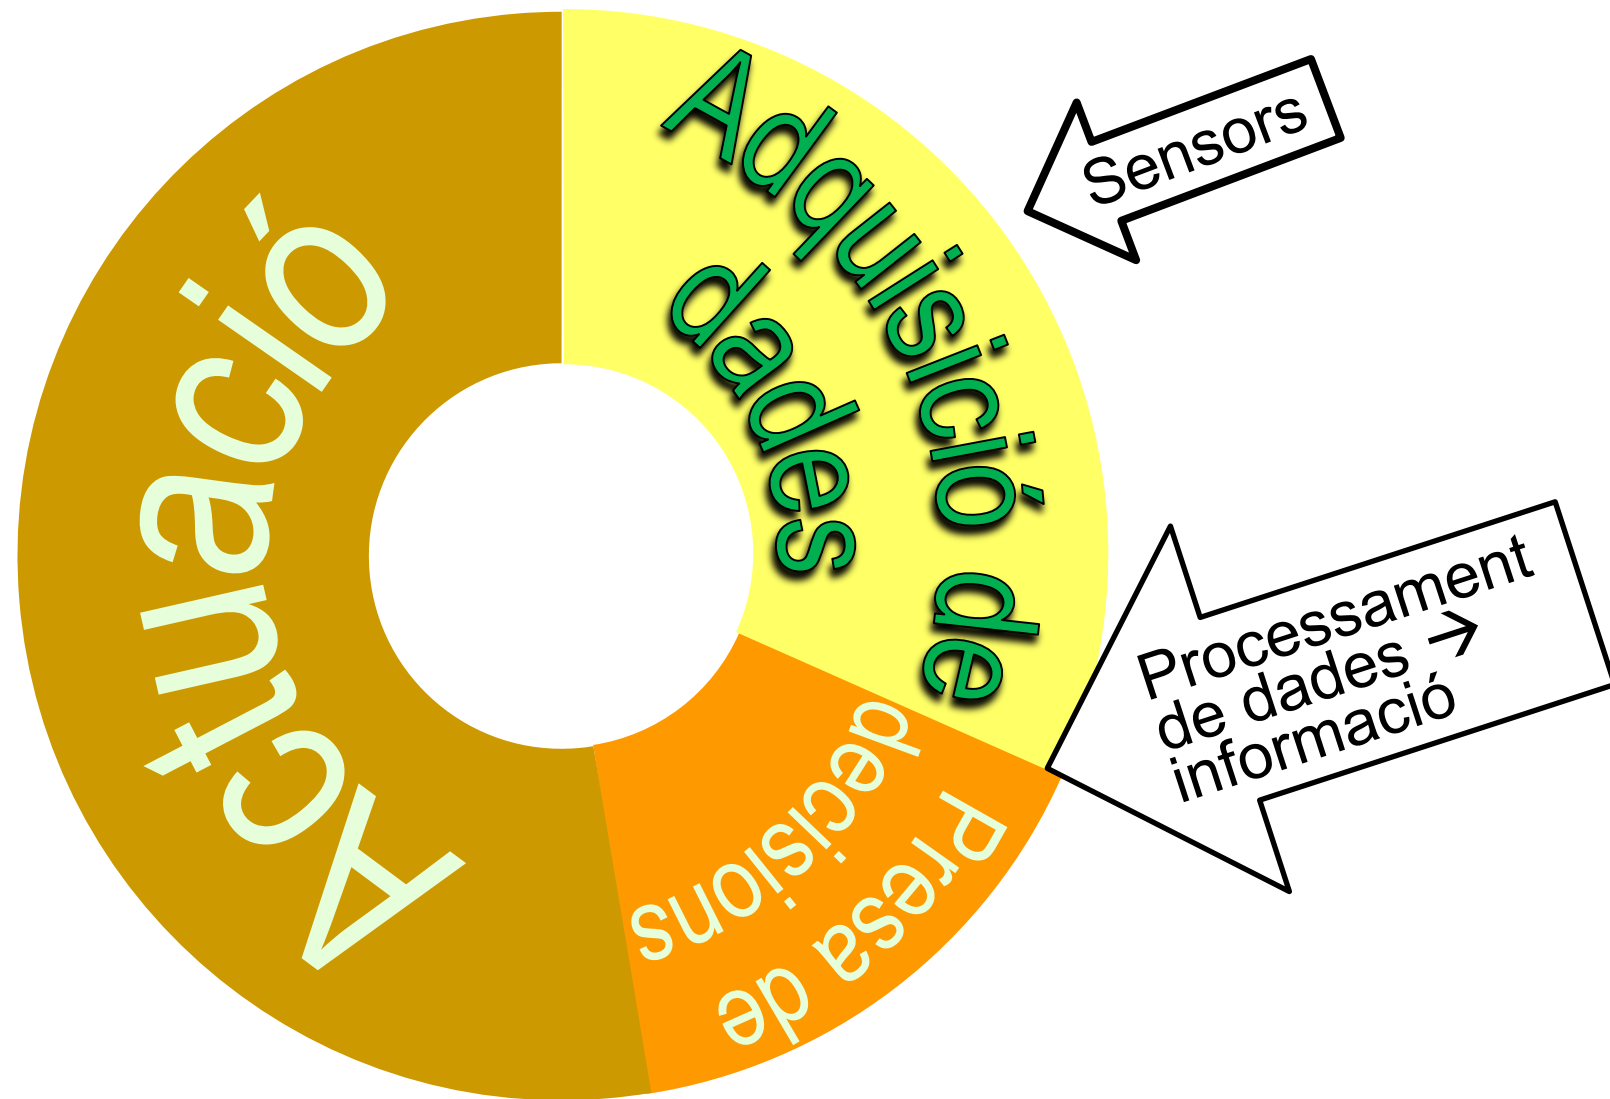 Adquisició de
dades
Sensors
Processament
de dades →
informació
Presa de
decisions
Actuació